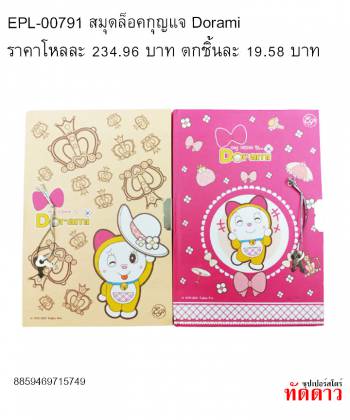 EPL-00791 สมุดล็อคกุญแจ Dorami
ราคาโหลละ 234.96 บาท ตกชิ้นละ 19.58 บาท
Dorami
Dorami
8859469715749
ซุปเปอร์สโตร์
ทัดดาว